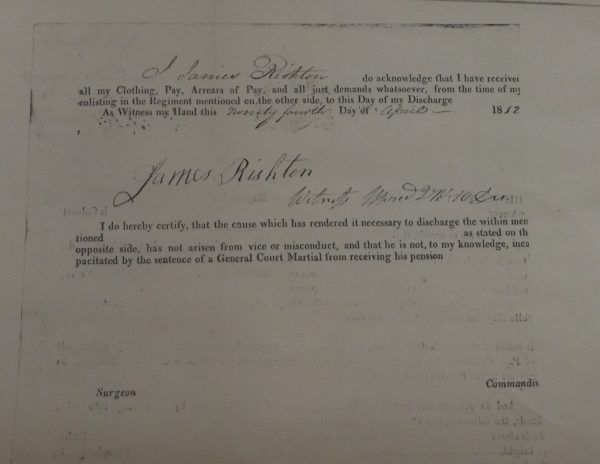 I James Rishton do acknowledge that I have receive
all my Clothing, Pay, Arrears of Pay, and all just demands whatsoever, from the time of my
enlisting in the Regiment mentioned on the other side, to this Day of my Discharge
As Witness my Hand this twenty fourth Day of April 1812
James Rishton
Witness
I do hereby certify, that the cause which has rendered it necessary to discharge the within men
tioned as stated on th
opposite side, has not arisen from vice or misconduct, and that he is not, to my knowledge, inca
pacitated by the sentence of a General Court Martial from receiving his pension
Surgeon Commandin